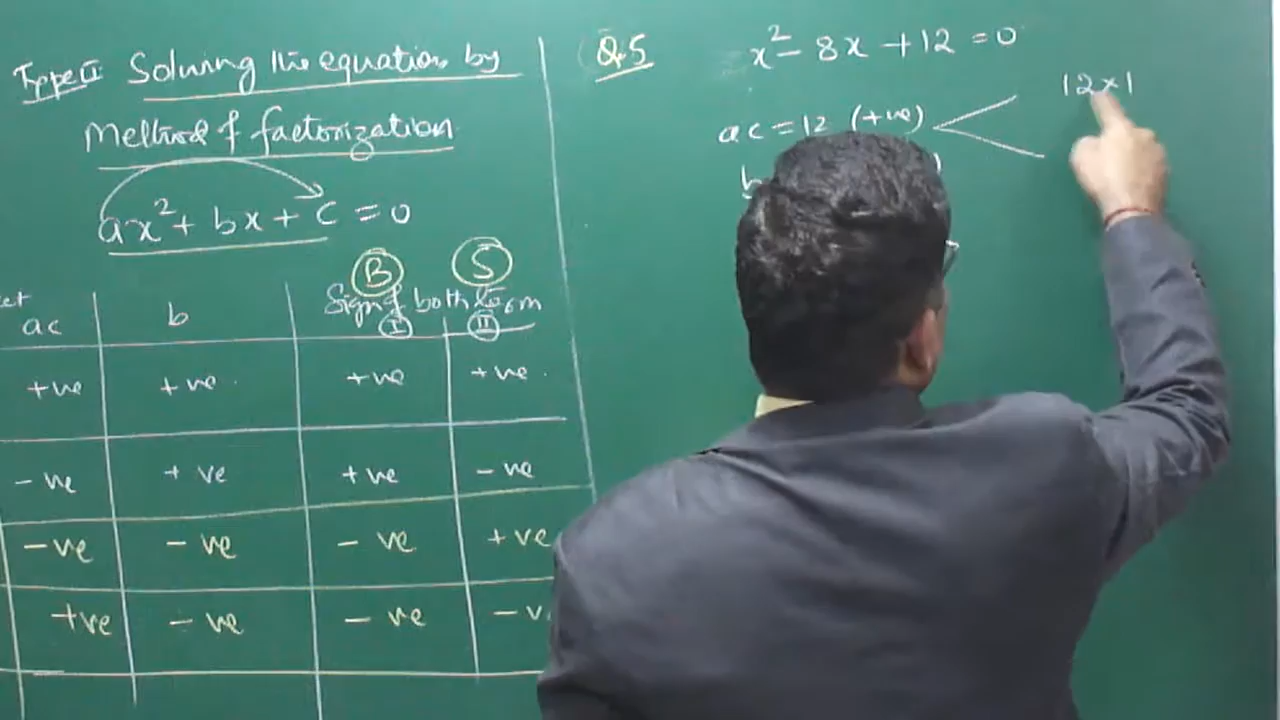 Type II Solving the equation by
Method of factorization
ax² + bx + c = 0
ac b Sign of both term
B S
I II
+ve +ve +ve +ve
-ve +ve +ve -ve
-ve -ve -ve +ve
+ve -ve -ve -v
Q.5 x² - 8x + 12 = 0
ac = 12 (+ve) 12×1
b